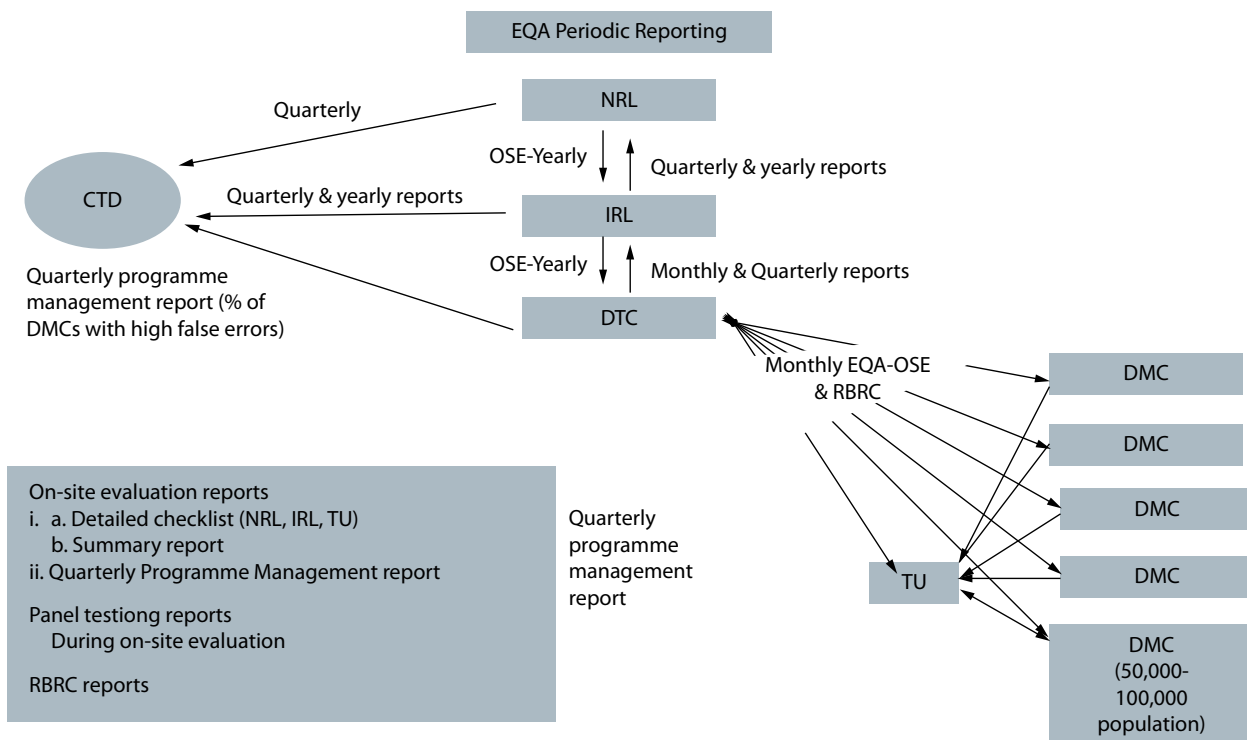 EQA Periodic Reporting
NRL
Quarterly
OSE-Yearly
Quarterly & yearly reports
CTD
Quarterly & yearly reports
IRL
OSE-Yearly
Monthly & Quarterly reports
Quarterly programme
management report (% of
DMCs with high false errors)
DTC
Monthly EQA-OSE
& RBRC
DMC
DMC
DMC
DMC
TU
DMC
(50,000-
100,000
population)
On-site evaluation reports
i. a. Detailed checklist (NRL, IRL, TU)
b. Summary report
ii. Quarterly Programme Management report
Panel testiong reports
During on-site evaluation
RBRC reports
Quarterly
programme
management
report